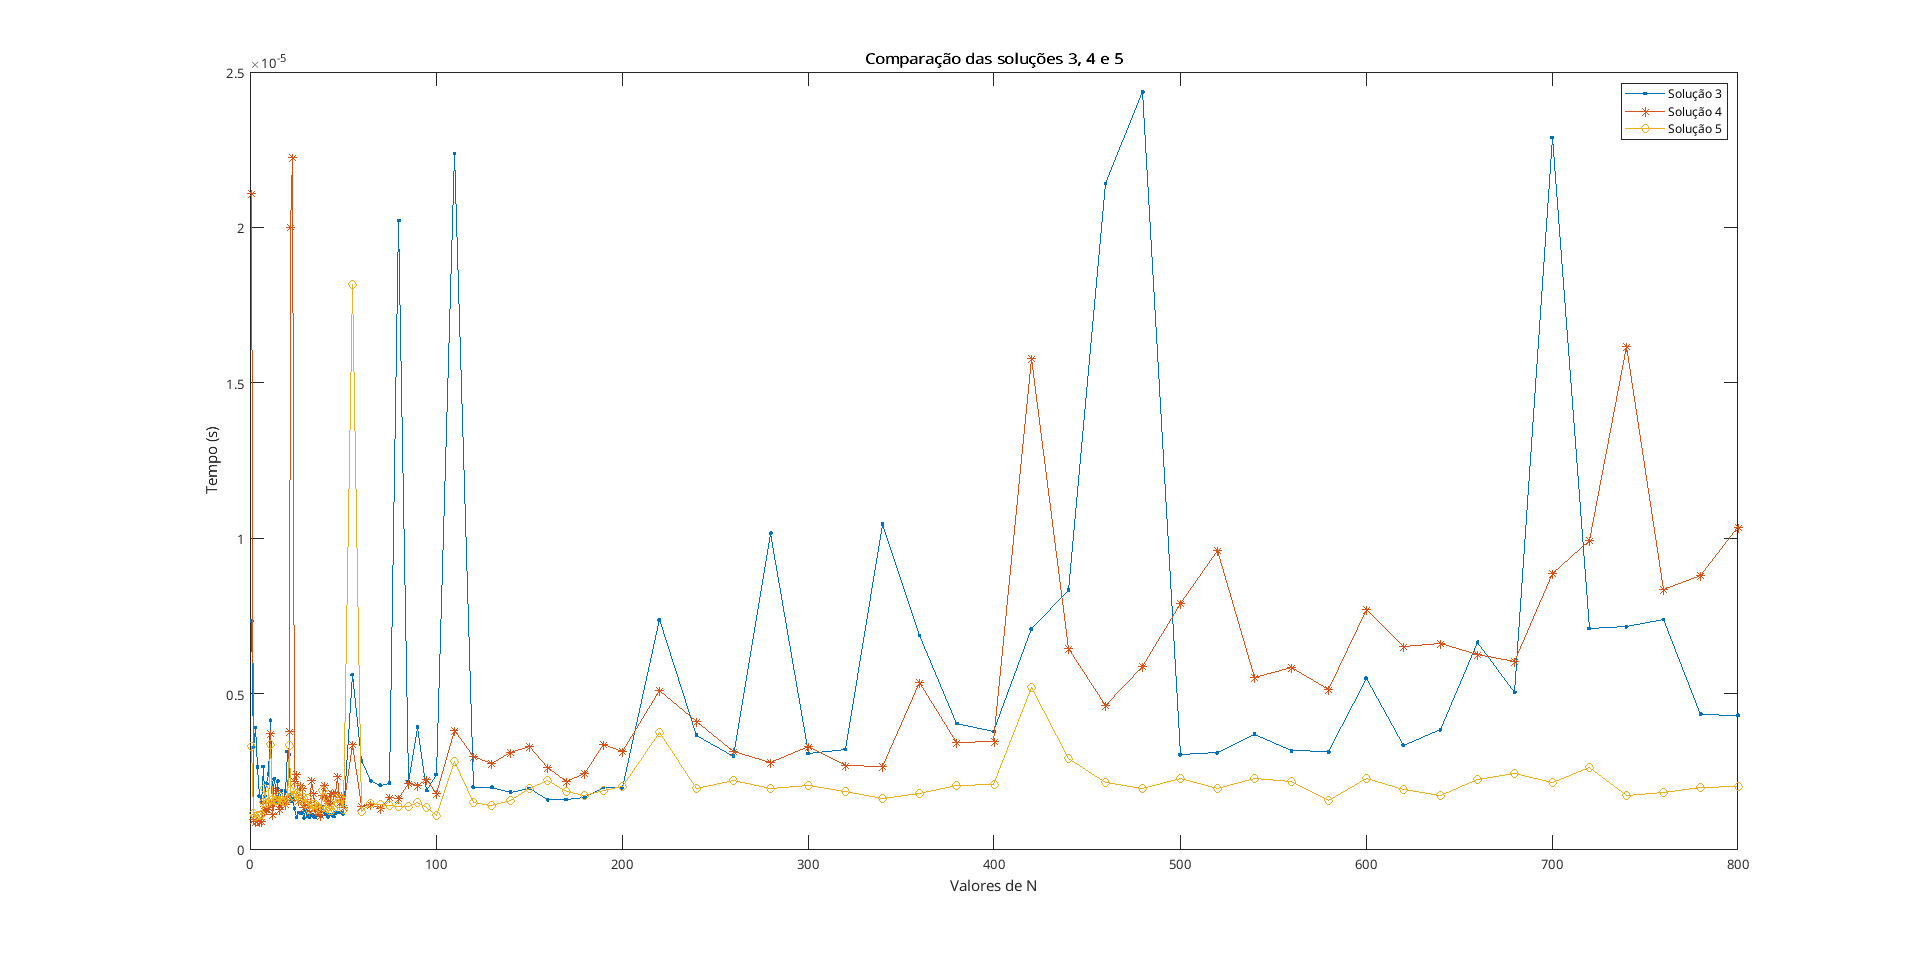 Comparação das soluções 3, 4 e 5
×10-5
2.5
2
1.5
1
0.5
0
Tempo (s)
0 100 200 300 400 500 600 700 800
Valores de N
Solução 3
Solução 4
Solução 5